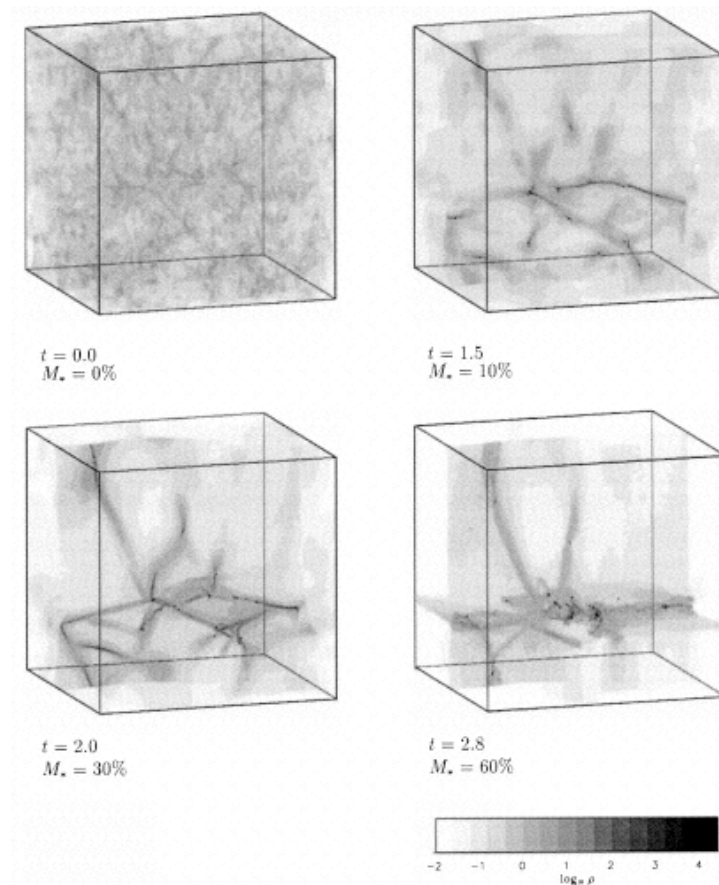 t = 0.0
M* = 0%
t = 1.5
M* = 10%
t = 2.0
M* = 30%
t = 2.8
M* = 60%
-2 -1 0 1 2 3 4
log₁₀ ρ